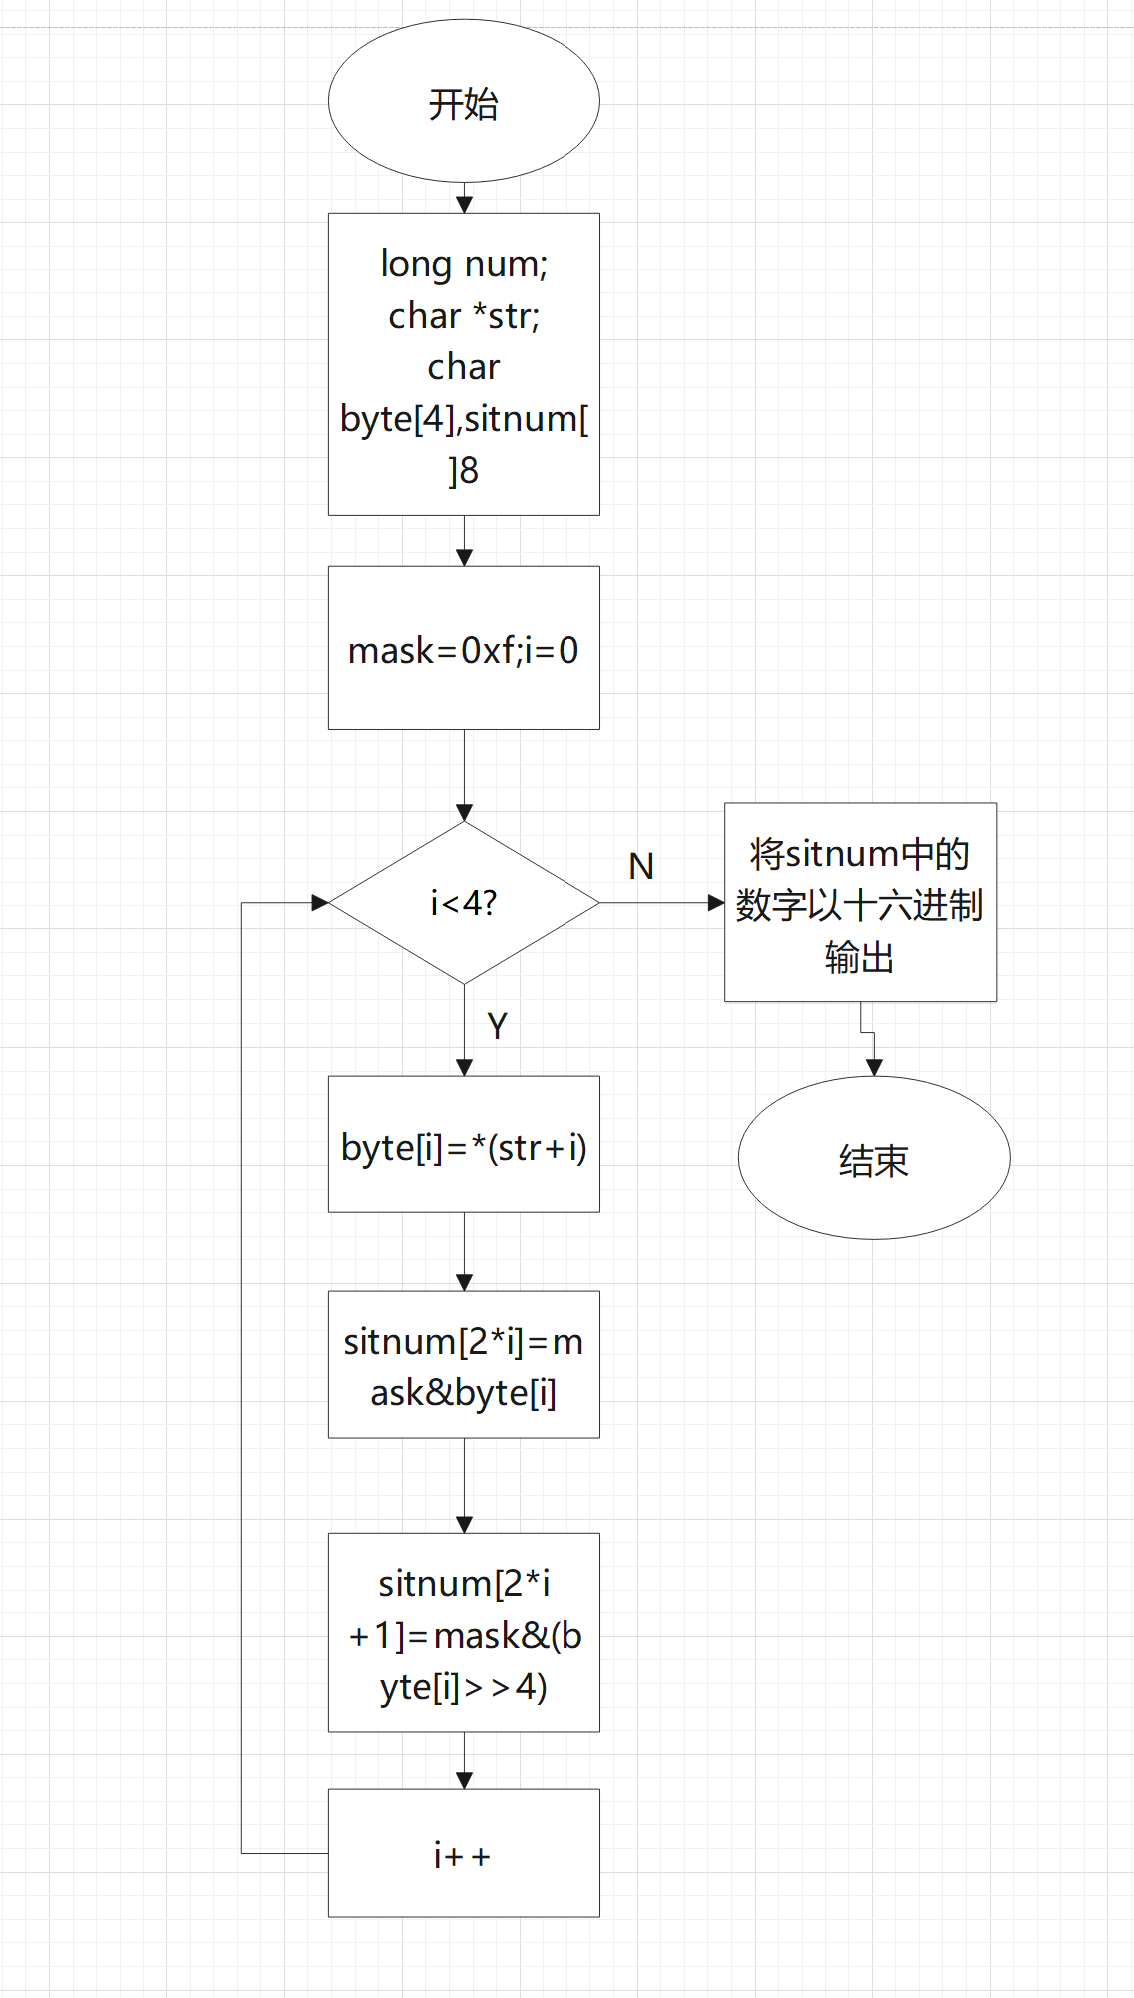 开始
long num;
char *str;
char
byte[4],sitnum[
]8
mask=0xf;i=0
i<4?
N
将sitnum中的
数字以十六进制
输出
Y
byte[i]=*(str+i)
结束
sitnum[2*i]=m
ask&byte[i]
sitnum[2*i
+1]=mask&(b
yte[i]>>4)
i++